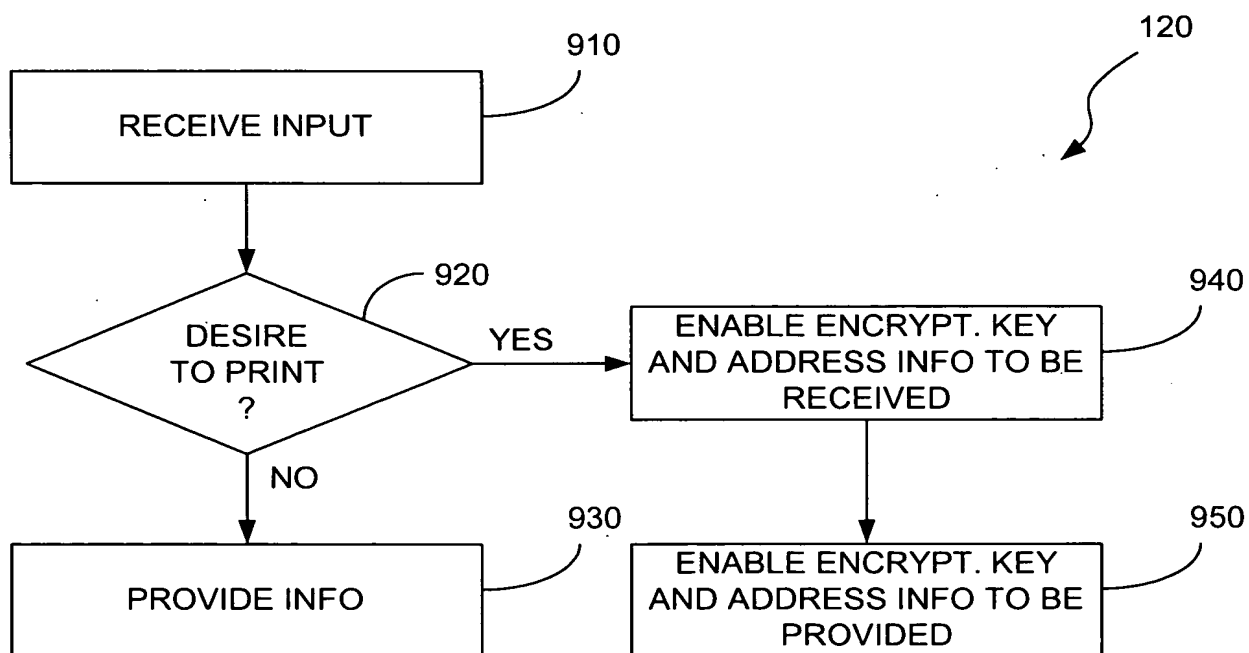 910
120
RECEIVE INPUT
920
DESIRE
TO PRINT
?
YES
940
ENABLE ENCRYPT. KEY
AND ADDRESS INFO TO BE
RECEIVED
NO
930
PROVIDE INFO
950
ENABLE ENCRYPT. KEY
AND ADDRESS INFO TO BE
PROVIDED